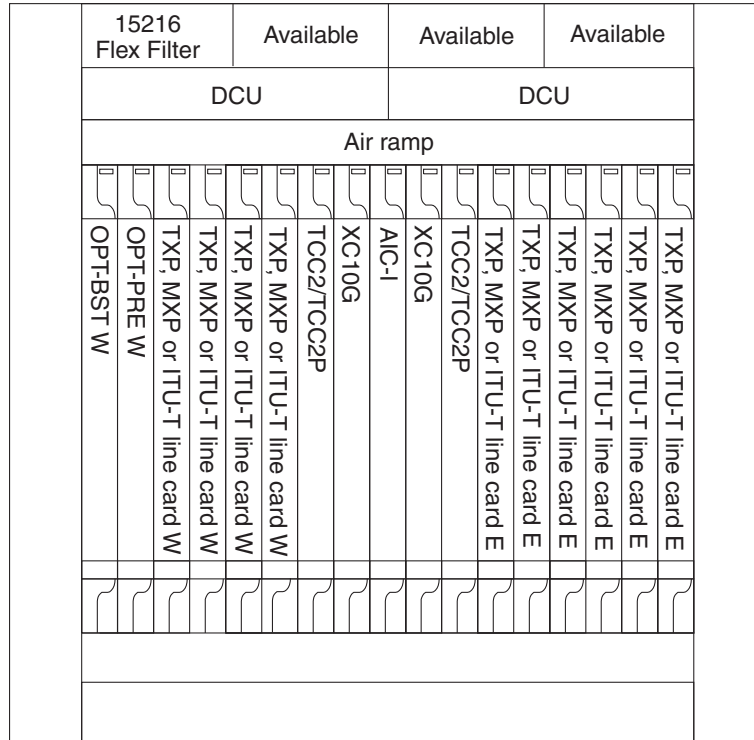 15216
Flex Filter
Available
Available
Available
DCU
DCU
Air ramp
OPT-BST W
OPT-PRE W
TXP, MXP or ITU-T line card W
TXP, MXP or ITU-T line card W
TXP, MXP or ITU-T line card W
TXP, MXP or ITU-T line card W
TCC2/TCC2P
XC10G
AIC-I
XC10G
TCC2/TCC2P
TXP, MXP or ITU-T line card E
TXP, MXP or ITU-T line card E
TXP, MXP or ITU-T line card E
TXP, MXP or ITU-T line card E
TXP, MXP or ITU-T line card E
TXP, MXP or ITU-T line card E